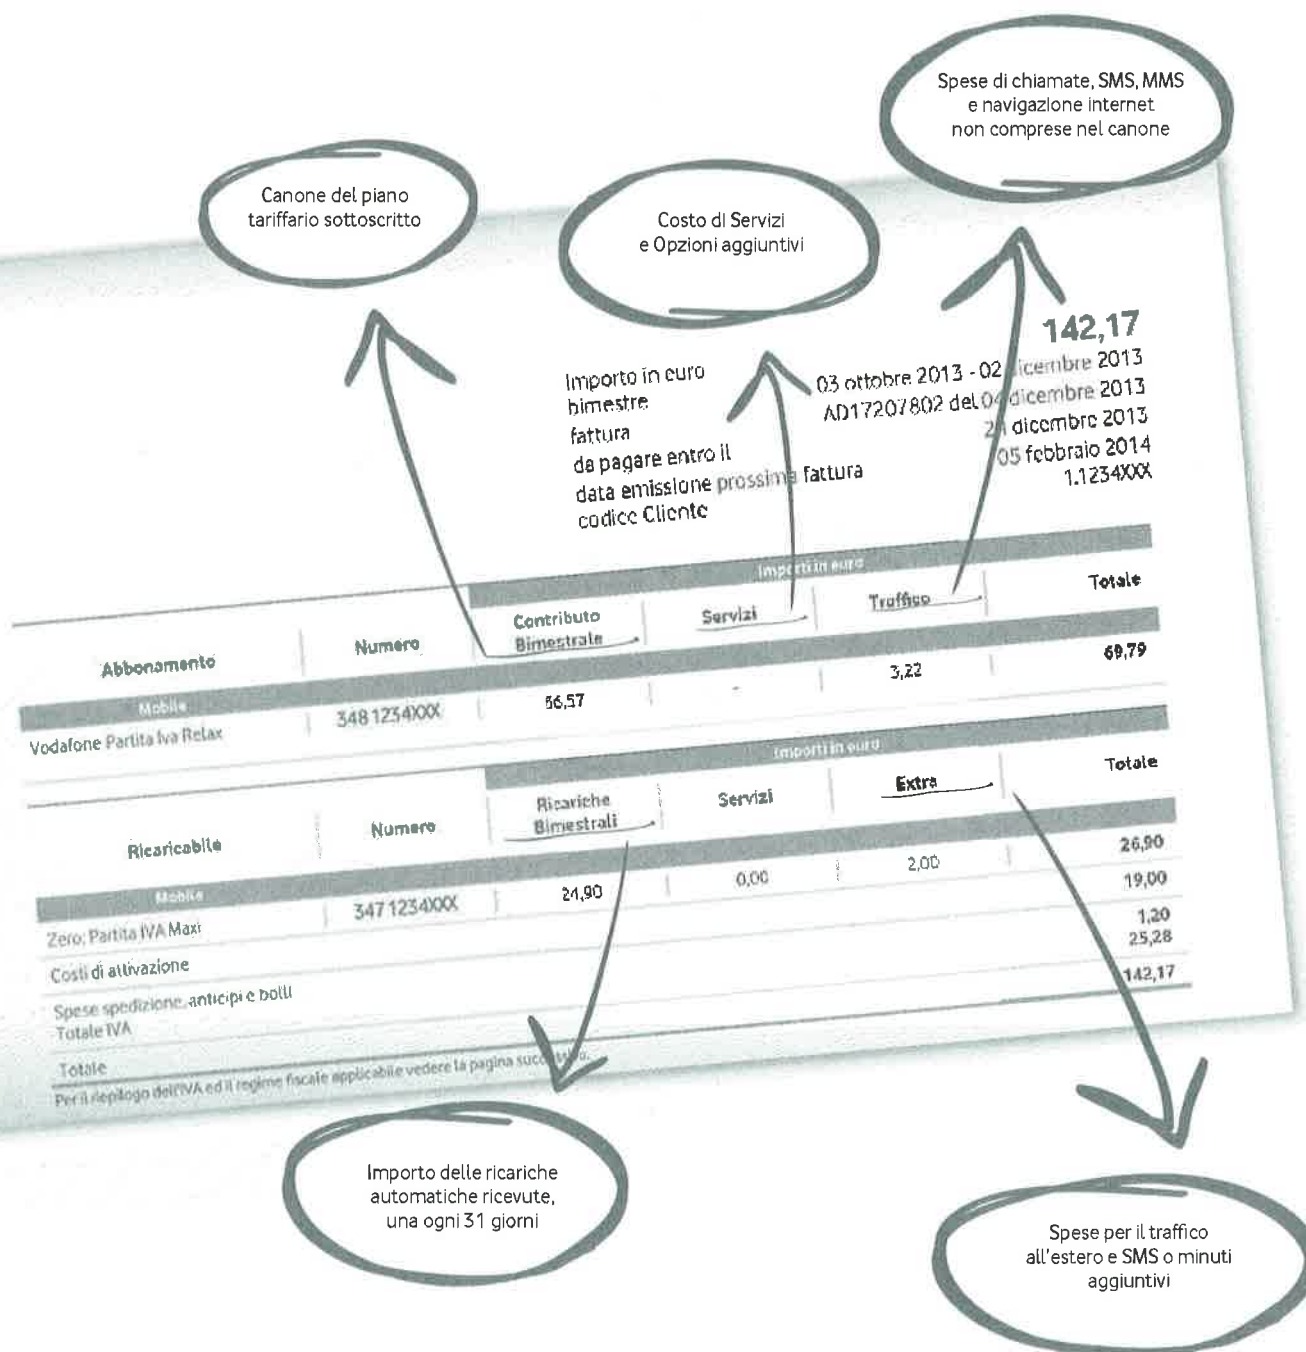 Spese di chiamate, SMS, MMS
e navigazione internet
non comprese nel canone
Canone del piano
tariffario sottoscritto
Costo di Servizi
e Opzioni aggiuntivi
Importo in euro 142,17
bimestre 03 ottobre 2013 - 02 dicembre 2013
fattura AD17207802 del 04 dicembre 2013
da pagare entro il dicembre 2013
data emissione prossima fattura 05 febbraio 2014
codice Cliente 1.1234XXX
Importi in euro
Abbonamento Numero Contributo Bimestrale Servizi Traffico Totale
Mobile
Vodafone Partita Iva Relax 348 1234XXX 66,57 - 3,22 69,79
Importi in euro
Ricaricabile Numero Ricariche Bimestrali Servizi Extra Totale
Mobile
Zero; Partita IVA Maxi 347 1234XXX 24,90 0,00 2,00 26,90
Costi di attivazione 19,00
Spese spedizione, anticipi e bolli 1,20
Totale IVA 25,28
Totale 142,17
Per il riepilogo dell'IVA ed il regime fiscale applicabile vedere la pagina successiva.
Importo delle ricariche
automatiche ricevute,
una ogni 31 giorni
Spese per il traffico
all'estero e SMS o minuti
aggiuntivi